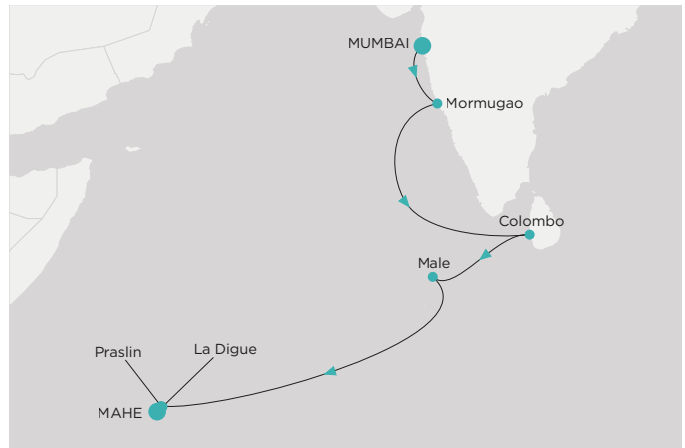 MUMBAI
Mormugao
Colombo
Male
La Digue
Praslin
MAHE